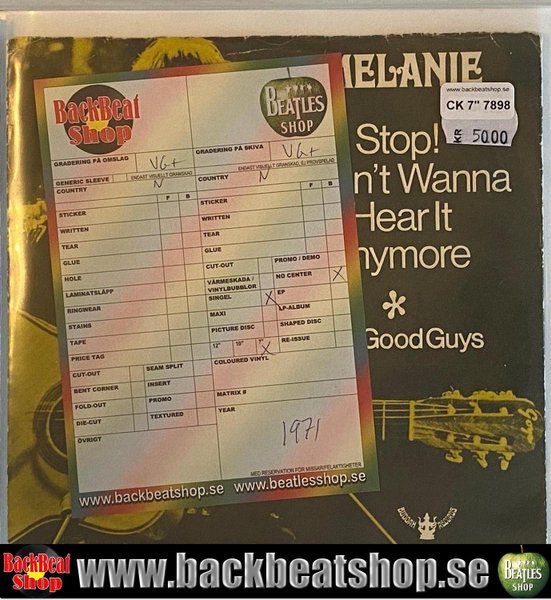 MELANIE
www.backbeatshop.se
CK 7" 7898
KR 5000
Stop!
n't Wanna
Hear It
nymore
*
Good Guys
BUDDAH RECORDS
BackBeat
Shop
BEATLES
SHOP
GRADERING PÅ OMSLAG VG+
GRADERING PÅ SKIVA VG+
GENERIC SLEEVE ENDAST VISUELLT GRANSKAD
ENDAST VISUELLT GRANSKAD, EJ PROVSPELAD
COUNTRY N
F B
STICKER
WRITTEN
TEAR
GLUE
HOLE
LAMINATSLÄPP
RINGWEAR
STAINS
TAPE
PRICE TAG
CUT-OUT SEAM SPLIT
BENT CORNER INSERT
FOLD-OUT PROMO
DIE-CUT TEXTURED
ÖVRIGT
COUNTRY N
F B
STICKER
WRITTEN
TEAR
GLUE
CUT-OUT PROMO / DEMO
VÄRMESKADA / VINYLBUBBLOR NO CENTER X
SINGEL X EP
MAXI LP-ALBUM
PICTURE DISC SHAPED DISC
12" 10" 7" X RE-ISSUE
COLOURED VINYL
MATRIX #
YEAR
1971
MED RESERVATION FÖR MISSAR/FELAKTIGHETER
www.backbeatshop.se www.beatlesshop.se
BackBeat
Shop
www.backbeatshop.se
BEATLES
SHOP